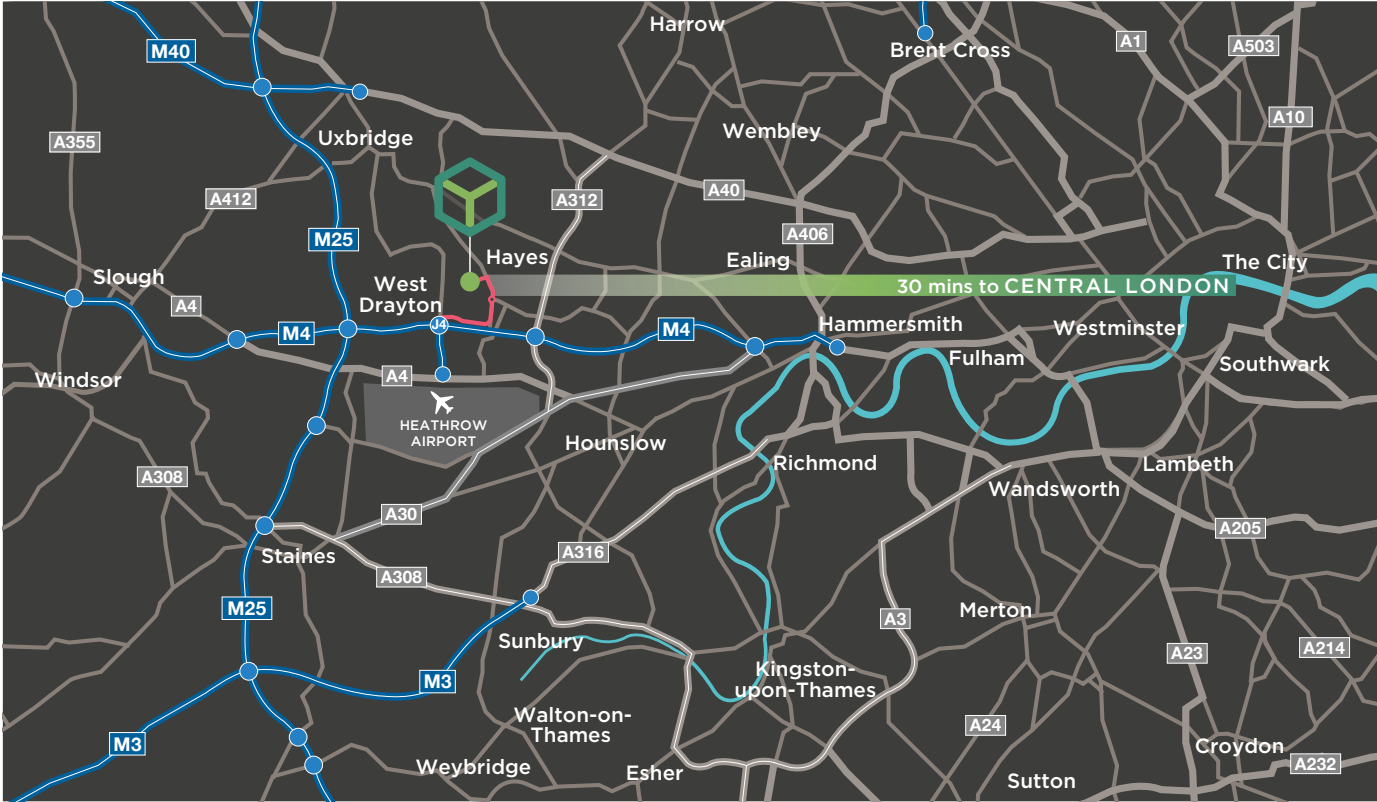 Harrow
Brent Cross
A1
A503
M40
A10
Uxbridge
Wembley
A355
A412
A312
A40
M25
A406
Hayes
Ealing
The City
Slough
West
Drayton
30 mins to CENTRAL LONDON
A4
J4
M4
M4
Hammersmith
Westminster
Fulham
Southwark
Windsor
A4
HEATHROW
AIRPORT
Hounslow
Richmond
Lambeth
A308
Wandsworth
A30
A205
Staines
A316
A308
M25
Merton
A3
Sunbury
A23
A214
Kingston-
upon-Thames
M3
Walton-on-
Thames
A24
M3
Croydon
Weybridge
Esher
A232
Sutton